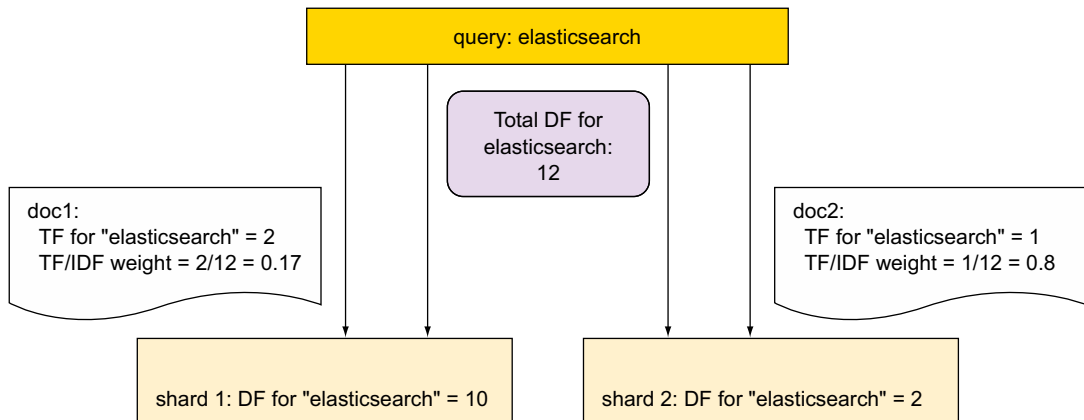 query: elasticsearch
Total DF for
elasticsearch:
12
doc1:
TF for "elasticsearch" = 2
TF/IDF weight = 2/12 = 0.17
doc2:
TF for "elasticsearch" = 1
TF/IDF weight = 1/12 = 0.8
shard 1: DF for "elasticsearch" = 10
shard 2: DF for "elasticsearch" = 2